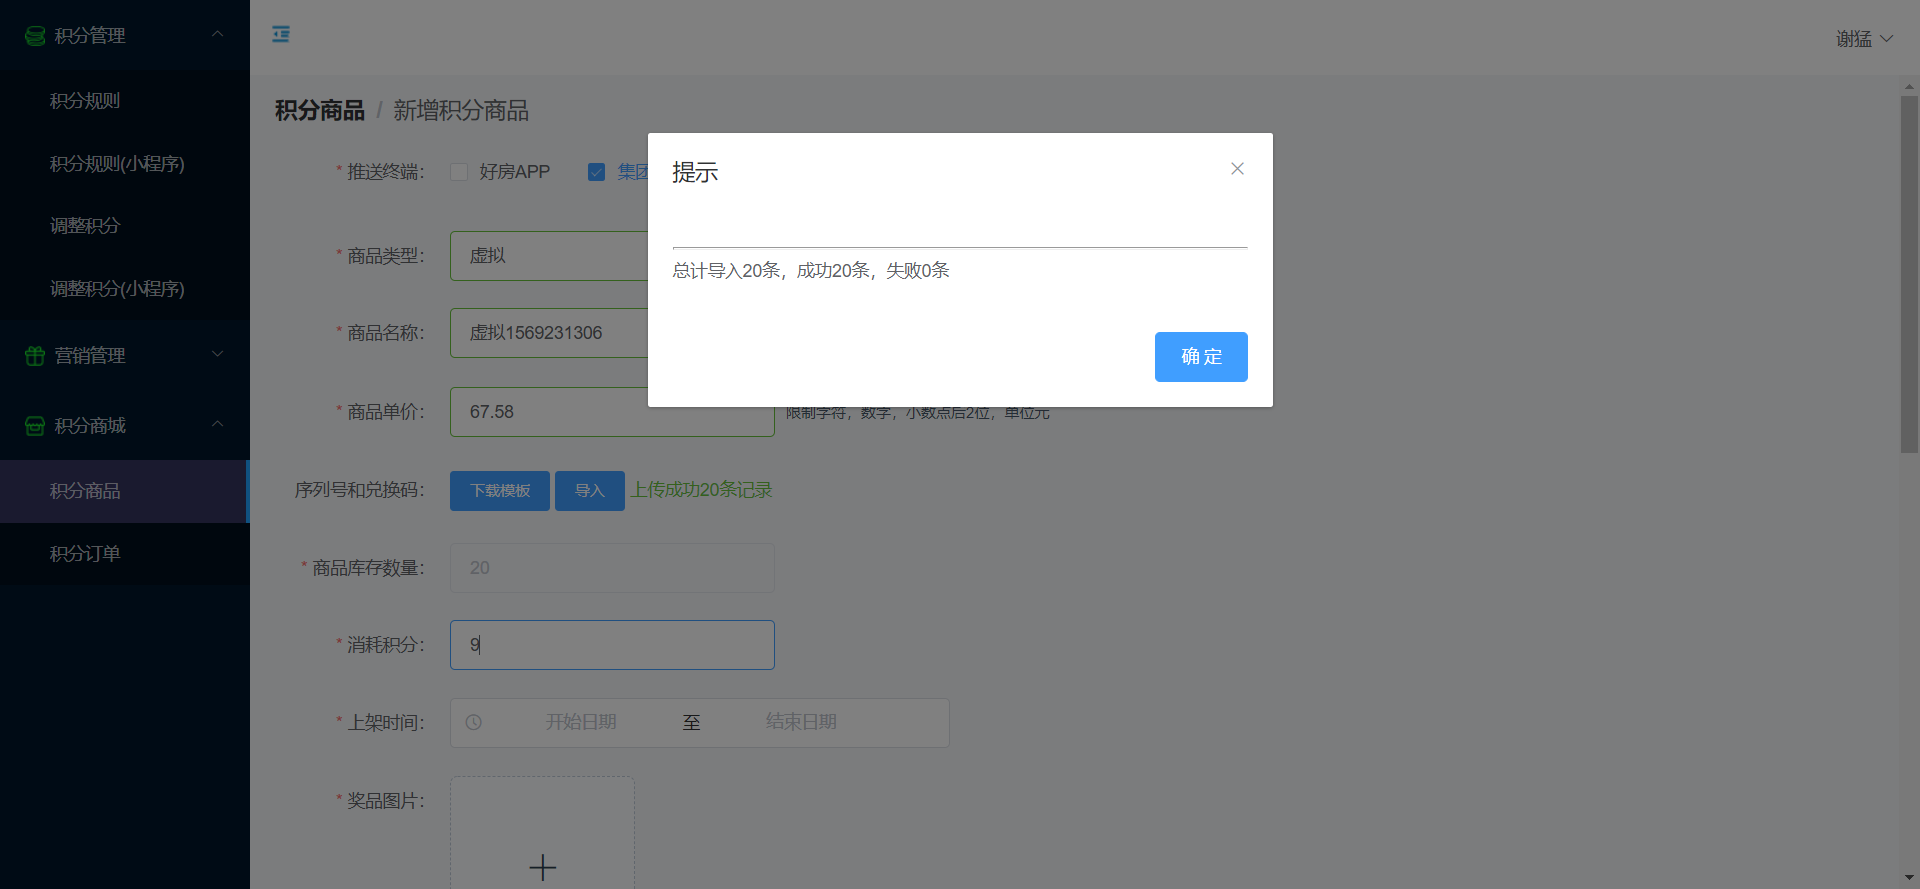 积分管理
积分规则
积分规则(小程序)
调整积分
调整积分(小程序)
营销管理
积分商城
积分商品
积分订单
谢猛
积分商品 / 新增积分商品
* 推送终端: 好房APP 集团
* 商品类型: 虚拟
* 商品名称: 虚拟1569231306
* 商品单价: 67.58 限制字符，数字，小数点后2位，单位元
序列号和兑换码: 下载模板 导入 上传成功20条记录
* 商品库存数量: 20
* 消耗积分: 9
* 上架时间: 开始日期 至 结束日期
* 奖品图片:
提示
总计导入20条，成功20条，失败0条
确定